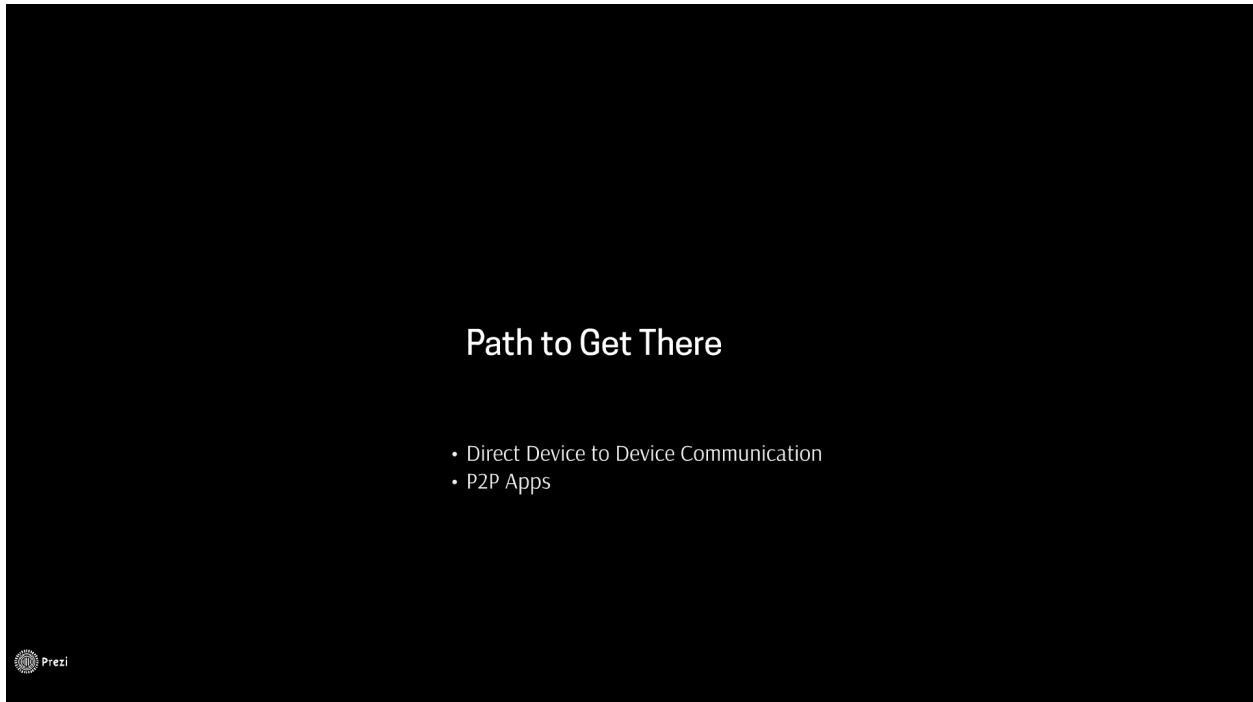 Path to Get There
• Direct Device to Device Communication
• P2P Apps
Prezi